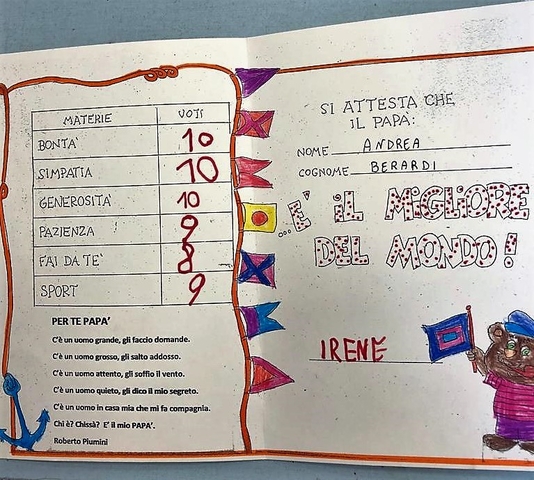 MATERIE VOTI
BONTA' 10
SIMPATIA 10
GENEROSITA' 10
PAZIENZA 9
FAI DA TE' 8
SPORT 9
PER TE PAPA'
C'è un uomo grande, gli faccio domande.
C'è un uomo grosso, gli salto addosso.
C'è un uomo attento, gli soffio il vento.
C'è un uomo quieto, gli dico il mio segreto.
C'è un uomo in casa mia che mi fa compagnia.
Chi è? Chissà? E' il mio PAPA'.
Roberto Piumini
SI ATTESTA CHE
IL PAPA':
NOME ANDREA
COGNOME BERARDI
...E' IL MIGLIORE
DEL MONDO!
IRENE